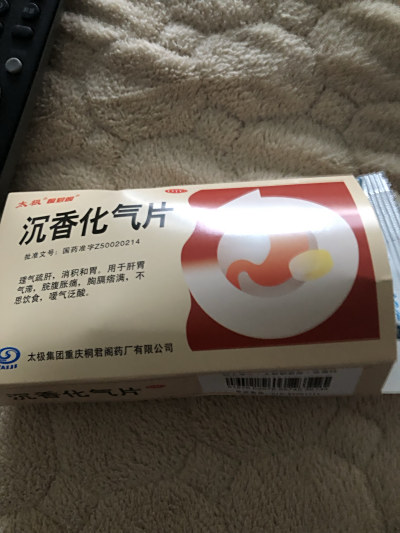 太极
沉香化气片
批准文号：国药准字Z50020214
理气疏肝，消积和胃。用于肝胃
气滞，脘腹胀痛，胸膈痞满，不
思饮食，嗳气泛酸。
太极集团重庆桐君阁药厂有限公司
沉香化气片